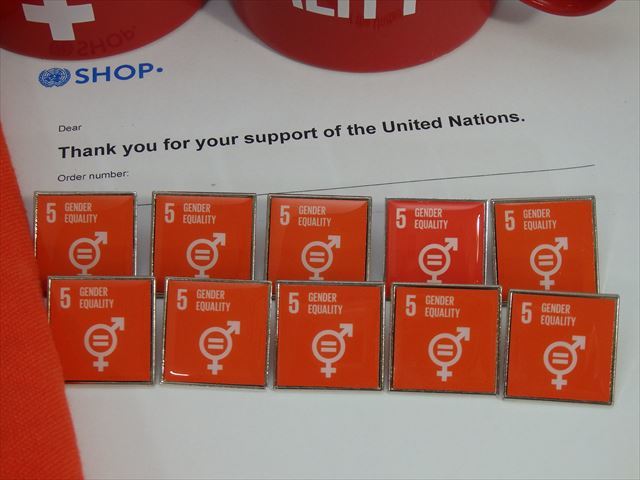 ALITY
SHOP.
Dear
Thank you for your support of the United Nations.
Order number:
5 GENDER
EQUALITY
5 GENDER
EQUALITY
5 GENDER
EQUALITY
5 GENDER
EQUALITY
5 GENDER
EQUALITY
5 GENDER
EQUALITY
5 GENDER
EQUALITY
5 GENDER
EQUALITY
5 GENDER
EQUALITY
5 GENDER
EQUALITY